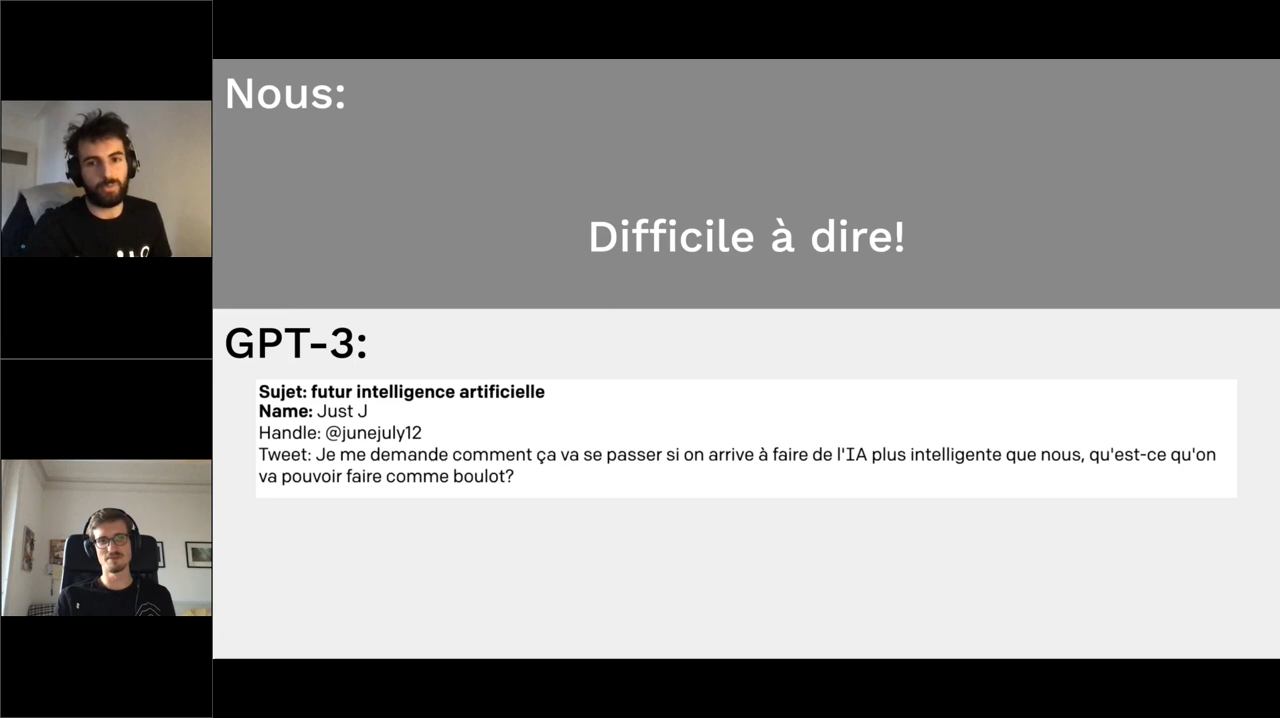 Nous:
Difficile à dire!
GPT-3:
Sujet: futur intelligence artificielle
Name: Just J
Handle: @junejuly12
Tweet: Je me demande comment ça va se passer si on arrive à faire de l'IA plus intelligente que nous, qu'est-ce qu'on
va pouvoir faire comme boulot?